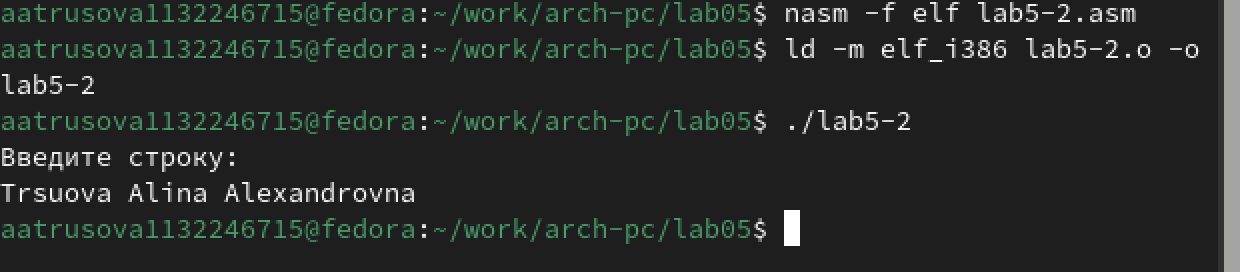 aatrusova1132246715@fedora:~/work/arch-pc/lab05$ nasm -f elf lab5-2.asm
aatrusova1132246715@fedora:~/work/arch-pc/lab05$ ld -m elf_i386 lab5-2.o -o
lab5-2
aatrusova1132246715@fedora:~/work/arch-pc/lab05$ ./lab5-2
Введите строку:
Trsuova Alina Alexandrovna
aatrusova1132246715@fedora:~/work/arch-pc/lab05$